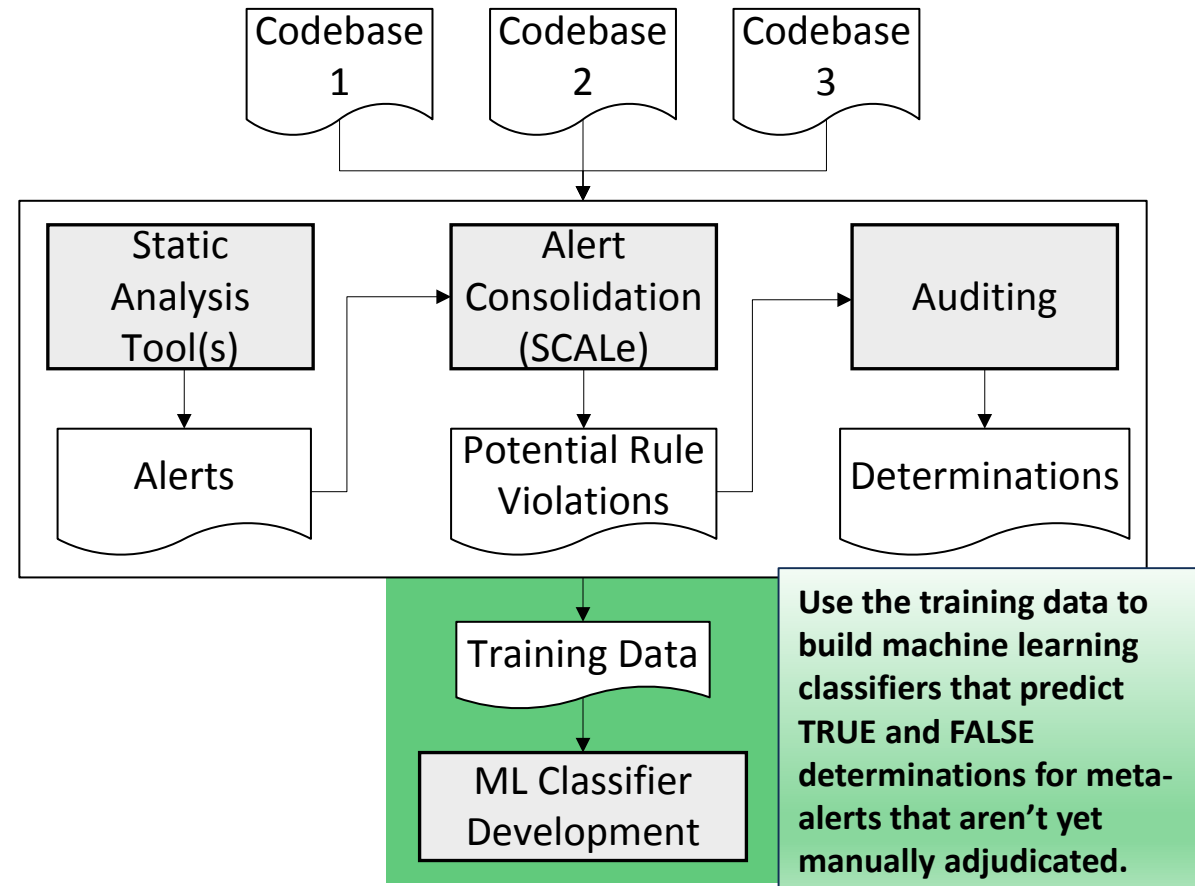 Codebase
1
Codebase
2
Codebase
3
Static
Analysis
Tool(s)
Alert
Consolidation
(SCALe)
Auditing
Alerts
Potential Rule
Violations
Determinations
Training Data
ML Classifier
Development
Use the training data to
build machine learning
classifiers that predict
TRUE and FALSE
determinations for meta-
alerts that aren’t yet
manually adjudicated.